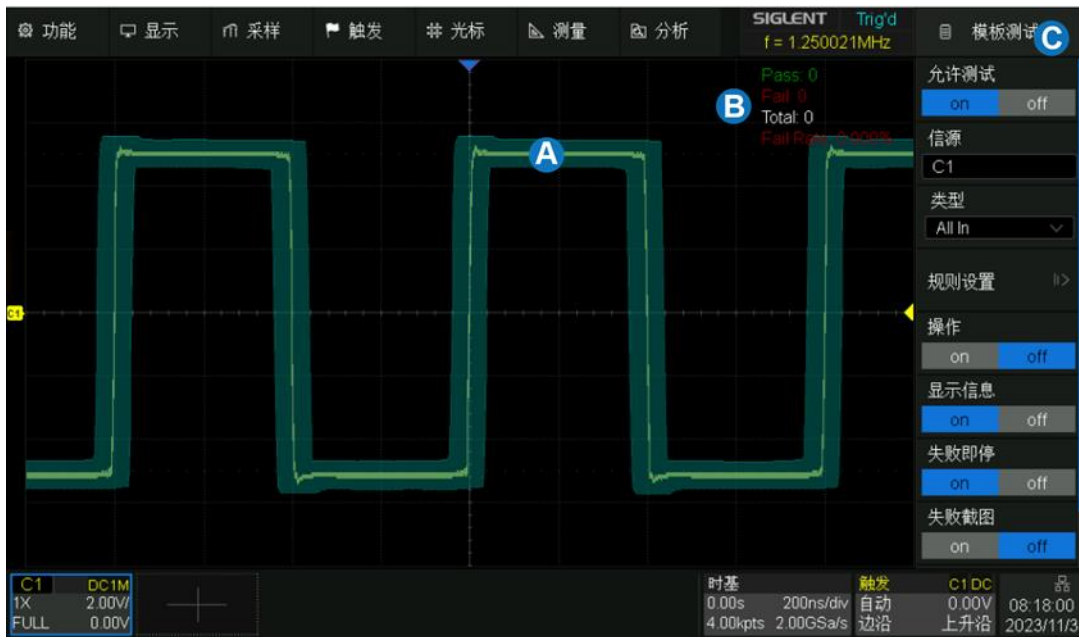 功能 显示 采样 触发 光标 测量 分析
SIGLENT Trig'd
f = 1.250021MHz
模板测试
C
Pass: 0
Fail: 0
Total: 0
Fail Rate: 0.000%
B
A
C1
允许测试
on off
信源
C1
类型
All In
规则设置
操作
on off
显示信息
on off
失败即停
on off
失败截图
on off
C1 DC1M
1X 2.00V/
FULL 0.00V
时基
0.00s 200ns/div
4.00kpts 2.00GSa/s
触发 C1 DC
自动 0.00V
边沿 上升沿
08:18:00
2023/11/3